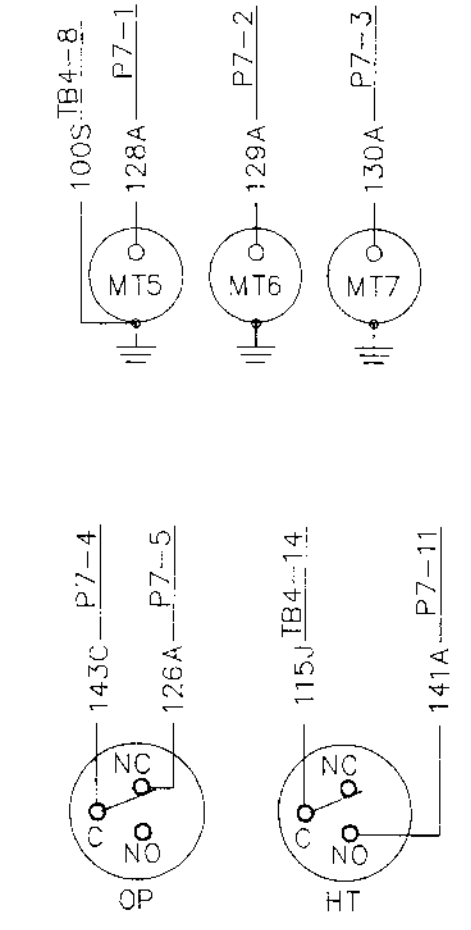 TB4-8
100S
P7-1
128A
P7-2
129A
P7-3
130A
MT5
MT6
MT7
P7-4
143C
P7-5
126A
TB4-14
115J
P7-11
141A
NC
C
NO
OP
NC
C
NO
HT